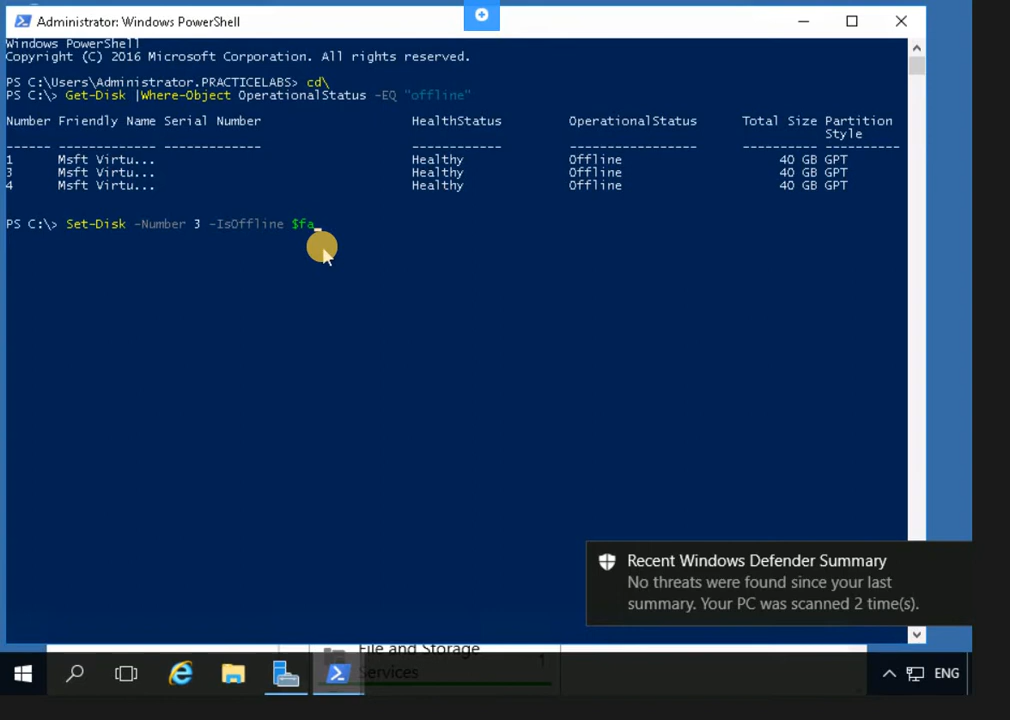 Administrator: Windows PowerShell
Windows PowerShell
Copyright (C) 2016 Microsoft Corporation. All rights reserved.
PS C:\Users\Administrator.PRACTICELABS> cd\
PS C:\> Get-Disk |Where-Object OperationalStatus -EQ "offline"
Number Friendly Name Serial Number HealthStatus OperationalStatus Total Size Partition
Style
------ ------------- ------------- ------------ ----------------- ---------- ----------
1 Msft Virtu... Healthy Offline 40 GB GPT
3 Msft Virtu... Healthy Offline 40 GB GPT
4 Msft Virtu... Healthy Offline 40 GB GPT
PS C:\> Set-Disk -Number 3 -IsOffline $fa_
Recent Windows Defender Summary
No threats were found since your last
summary. Your PC was scanned 2 time(s).
File and Storage
Services 1
ENG